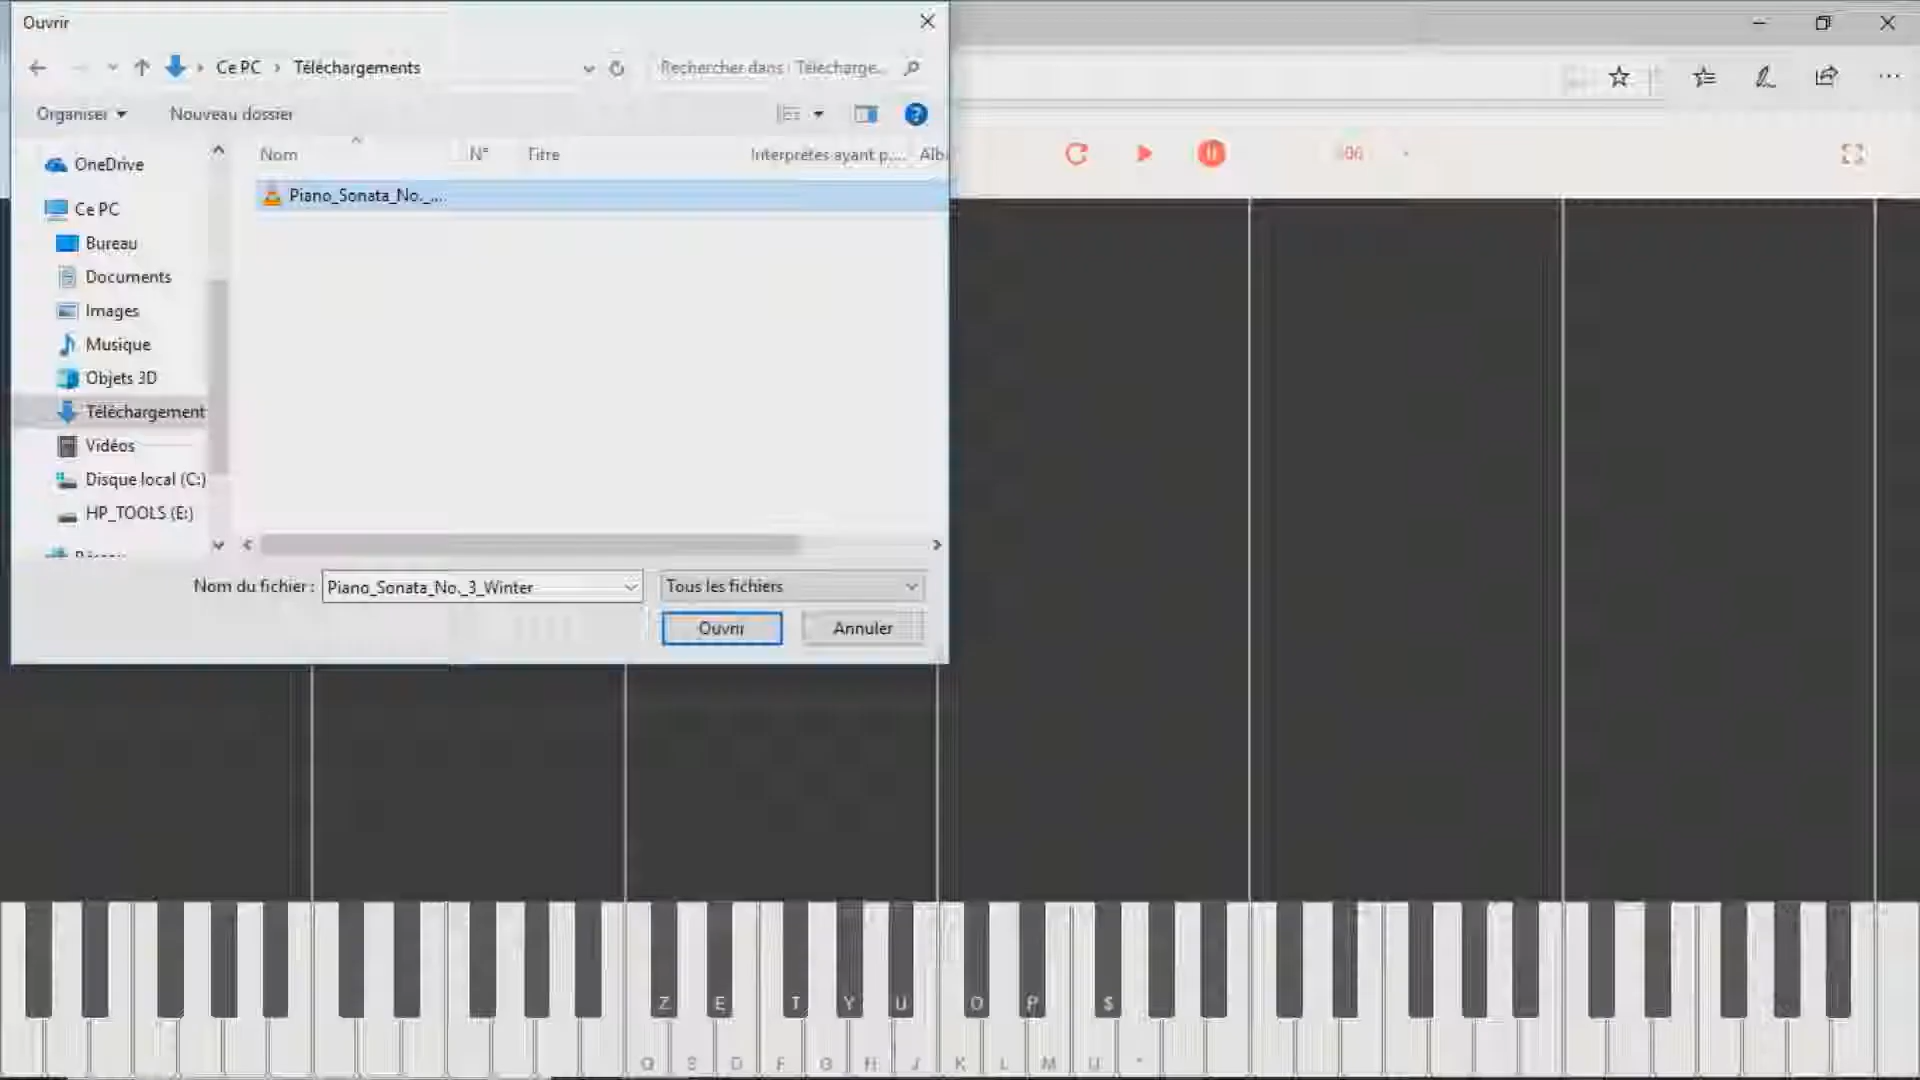 Ouvrir
Ce PC
Téléchargements
Rechercher dans : Télécharge...
Organiser
Nouveau dossier
Nom
N°
Titre
Interprètes ayant p...
Alb
OneDrive
Piano_Sonata_No._...
Ce PC
Bureau
Documents
Images
Musique
Objets 3D
Téléchargement
Vidéos
Disque local (C:)
HP_TOOLS (E:)
Nom du fichier :
Piano_Sonata_No._3_Winter
Tous les fichiers
Ouvrir
Annuler
Z E T Y U O P $
Q S D F G H J K L M